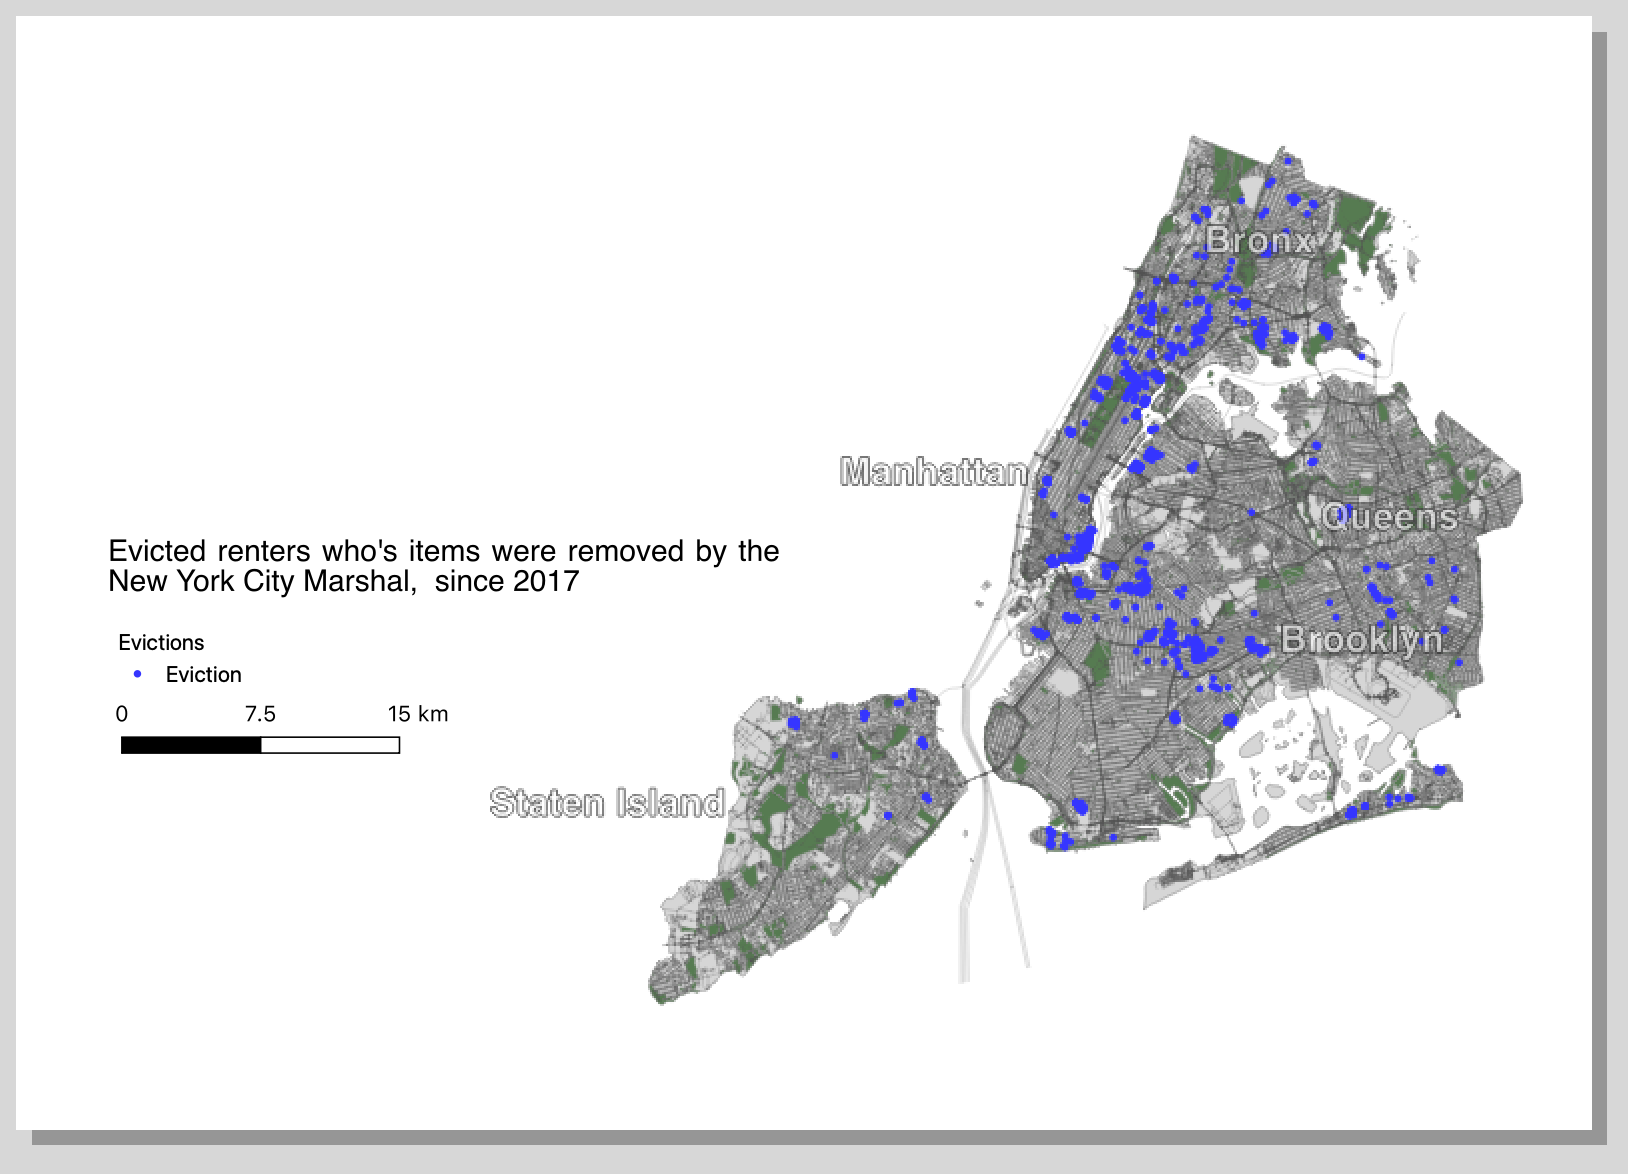 Bronx
Manhattan
Queens
Evicted renters who's items were removed by the
New York City Marshal,  since 2017
Evictions
Eviction
Brooklyn
0 7.5 15 km
Staten Island